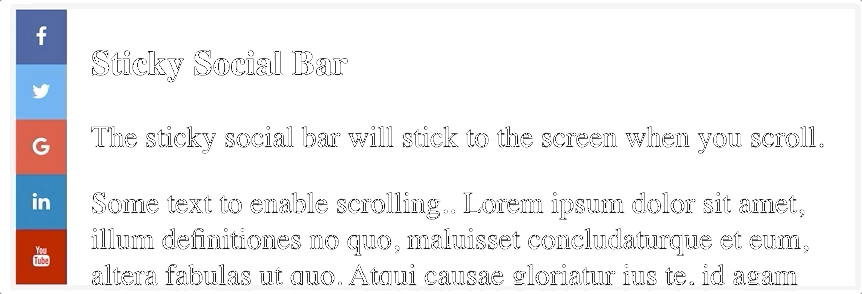 f
G
in
You
Tube
Sticky Social Bar
The sticky social bar will stick to the screen when you scroll.
Some text to enable scrolling.. Lorem ipsum dolor sit amet,
illum definitiones no quo, maluisset concludaturque et eum,
altera fabulas ut quo. Atqui causae gloriatur ius te, id agam